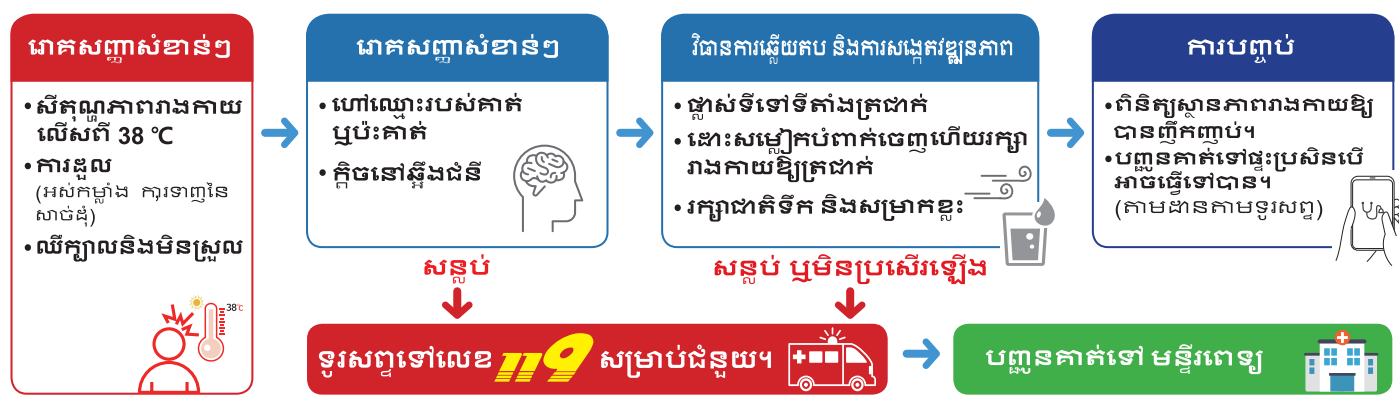 រោគសញ្ញាសំខាន់ៗ
• សីតុណ្ហភាពរាងកាយ
លើសពី 38 ℃
• ការដួល
(អស់កម្លាំង ការទាញនៃ
សាច់ដុំ)
• ឈឺក្បាលនិងមិនស្រួល
38℃
រោគសញ្ញាសំខាន់ៗ
• ហៅឈ្មោះរបស់គាត់
ឬប៉ះគាត់
• ក្តិចនៅឆ្អឹងជំនី
សន្លប់
វិធានការឆ្លើយតប និងការសង្កេតវឌ្ឍនភាព
• ផ្លាស់ទីទៅទីតាំងត្រជាក់
• ដោះសម្លៀកបំពាក់ចេញហើយរក្សា
រាងកាយឱ្យត្រជាក់
• រក្សាជាតិទឹក និងសម្រាកខ្លះ
សន្លប់ ឬមិនប្រសើរឡើង
ការបញ្ចប់
•ពិនិត្យស្ថានភាពរាងកាយឱ្យ
បានញឹកញាប់។
•បញ្ជូនគាត់ទៅផ្ទះប្រសិនបើ
អាចធ្វើទៅបាន។
(តាមដានតាមទូរសព្ទ)
ទូរសព្ទទៅលេខ 119 សម្រាប់ជំនួយ។
បញ្ជូនគាត់ទៅ មន្ទីរពេទ្យ